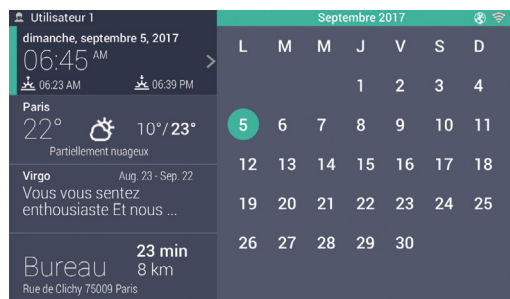 Utilisateur 1
dimanche, septembre 5, 2017
06:45 AM
06:23 AM 06:39 PM
Paris
22° 10°/23°
Partiellement nuageux
Virgo Aug. 23 - Sep. 22
Vous vous sentez
enthousiaste Et nous ...
23 min
Bureau 8 km
Rue de Clichy 75009 Paris
Septembre 2017
L M M J V S D
1 2 3 4
5 6 7 8 9 10 11
12 13 14 15 16 17 18
19 20 21 22 23 24 25
26 27 28 29 30